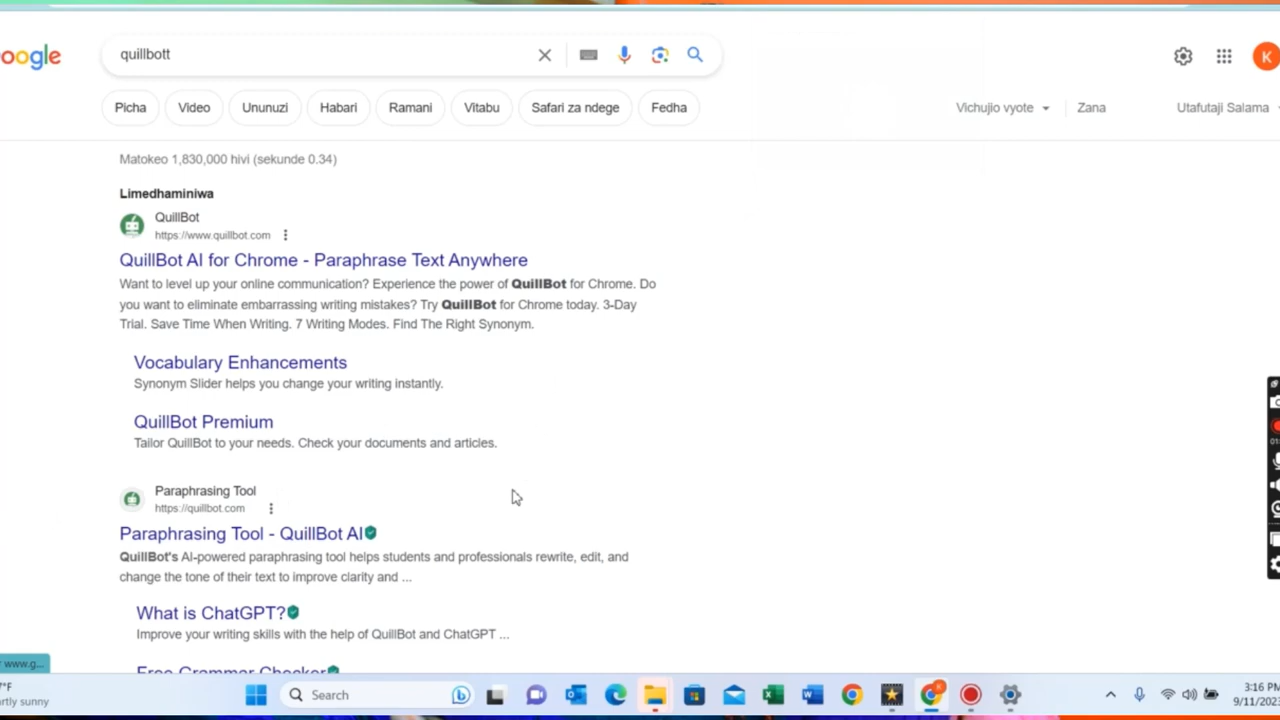 oogle
quillbott
K
Picha Video Ununuzi Habari Ramani Vitabu Safari za ndege Fedha Vichujio vyote Zana Utafutaji Salama
Matokeo 1,830,000 hivi (sekunde 0.34)
Limedhaminiwa
QuillBot
https://www.quillbot.com
QuillBot AI for Chrome - Paraphrase Text Anywhere
Want to level up your online communication? Experience the power of QuillBot for Chrome. Do
you want to eliminate embarrassing writing mistakes? Try QuillBot for Chrome today. 3-Day
Trial. Save Time When Writing. 7 Writing Modes. Find The Right Synonym.
Vocabulary Enhancements
Synonym Slider helps you change your writing instantly.
QuillBot Premium
Tailor QuillBot to your needs. Check your documents and articles.
Paraphrasing Tool
https://quillbot.com
Paraphrasing Tool - QuillBot AI
QuillBot's AI-powered paraphrasing tool helps students and professionals rewrite, edit, and
change the tone of their text to improve clarity and ...
What is ChatGPT?
Improve your writing skills with the help of QuillBot and ChatGPT ...
Free Grammar Checker
www.g...
°F
artly sunny
Search
3:16 PM
9/11/202